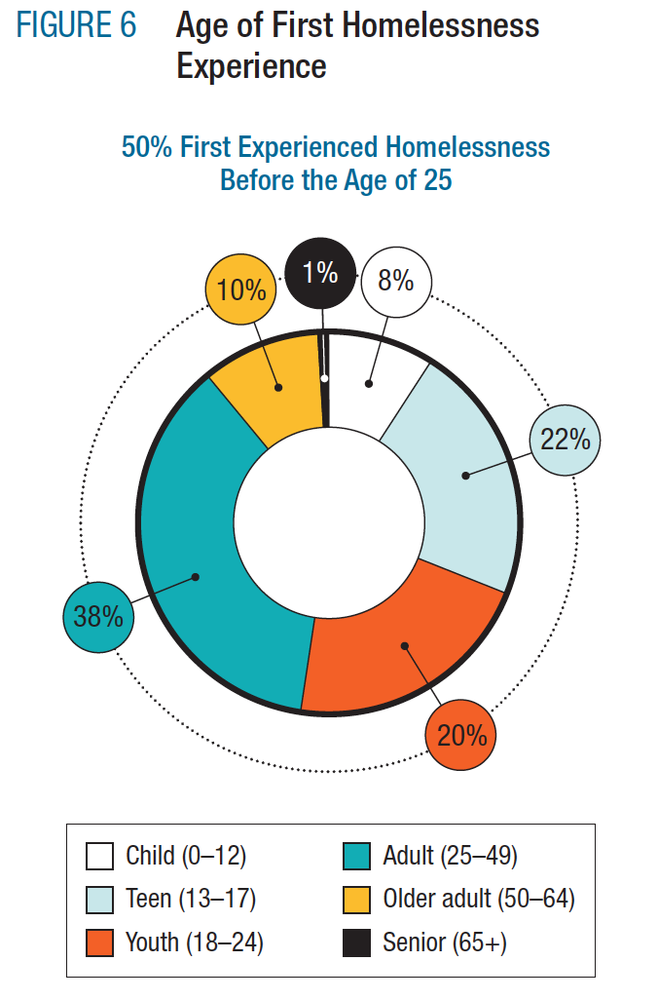 FIGURE 6 Age of First Homelessness
Experience
50% First Experienced Homelessness
Before the Age of 25
10%
1%
8%
22%
38%
20%
Child (0–12)
Teen (13–17)
Youth (18–24)
Adult (25–49)
Older adult (50–64)
Senior (65+)